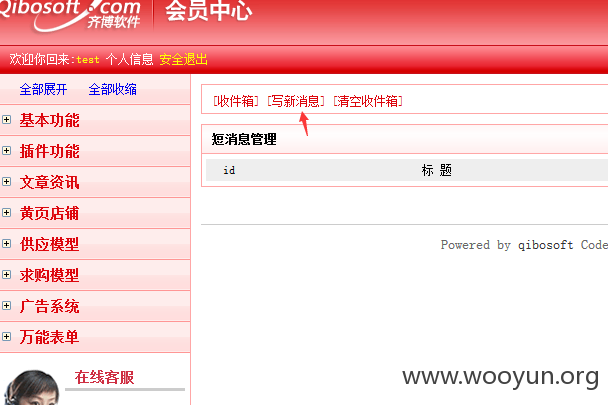 Qibosoft.com
齐博软件
会员中心
欢迎你回来:test 个人信息 安全退出
全部展开 全部收缩
基本功能
插件功能
文章资讯
黄页店铺
供应模型
求购模型
广告系统
万能表单
在线客服
[收件箱] [写新消息] [清空收件箱]
短消息管理
id 标 题
Powered by qibosoft Code
www.wooyun.org